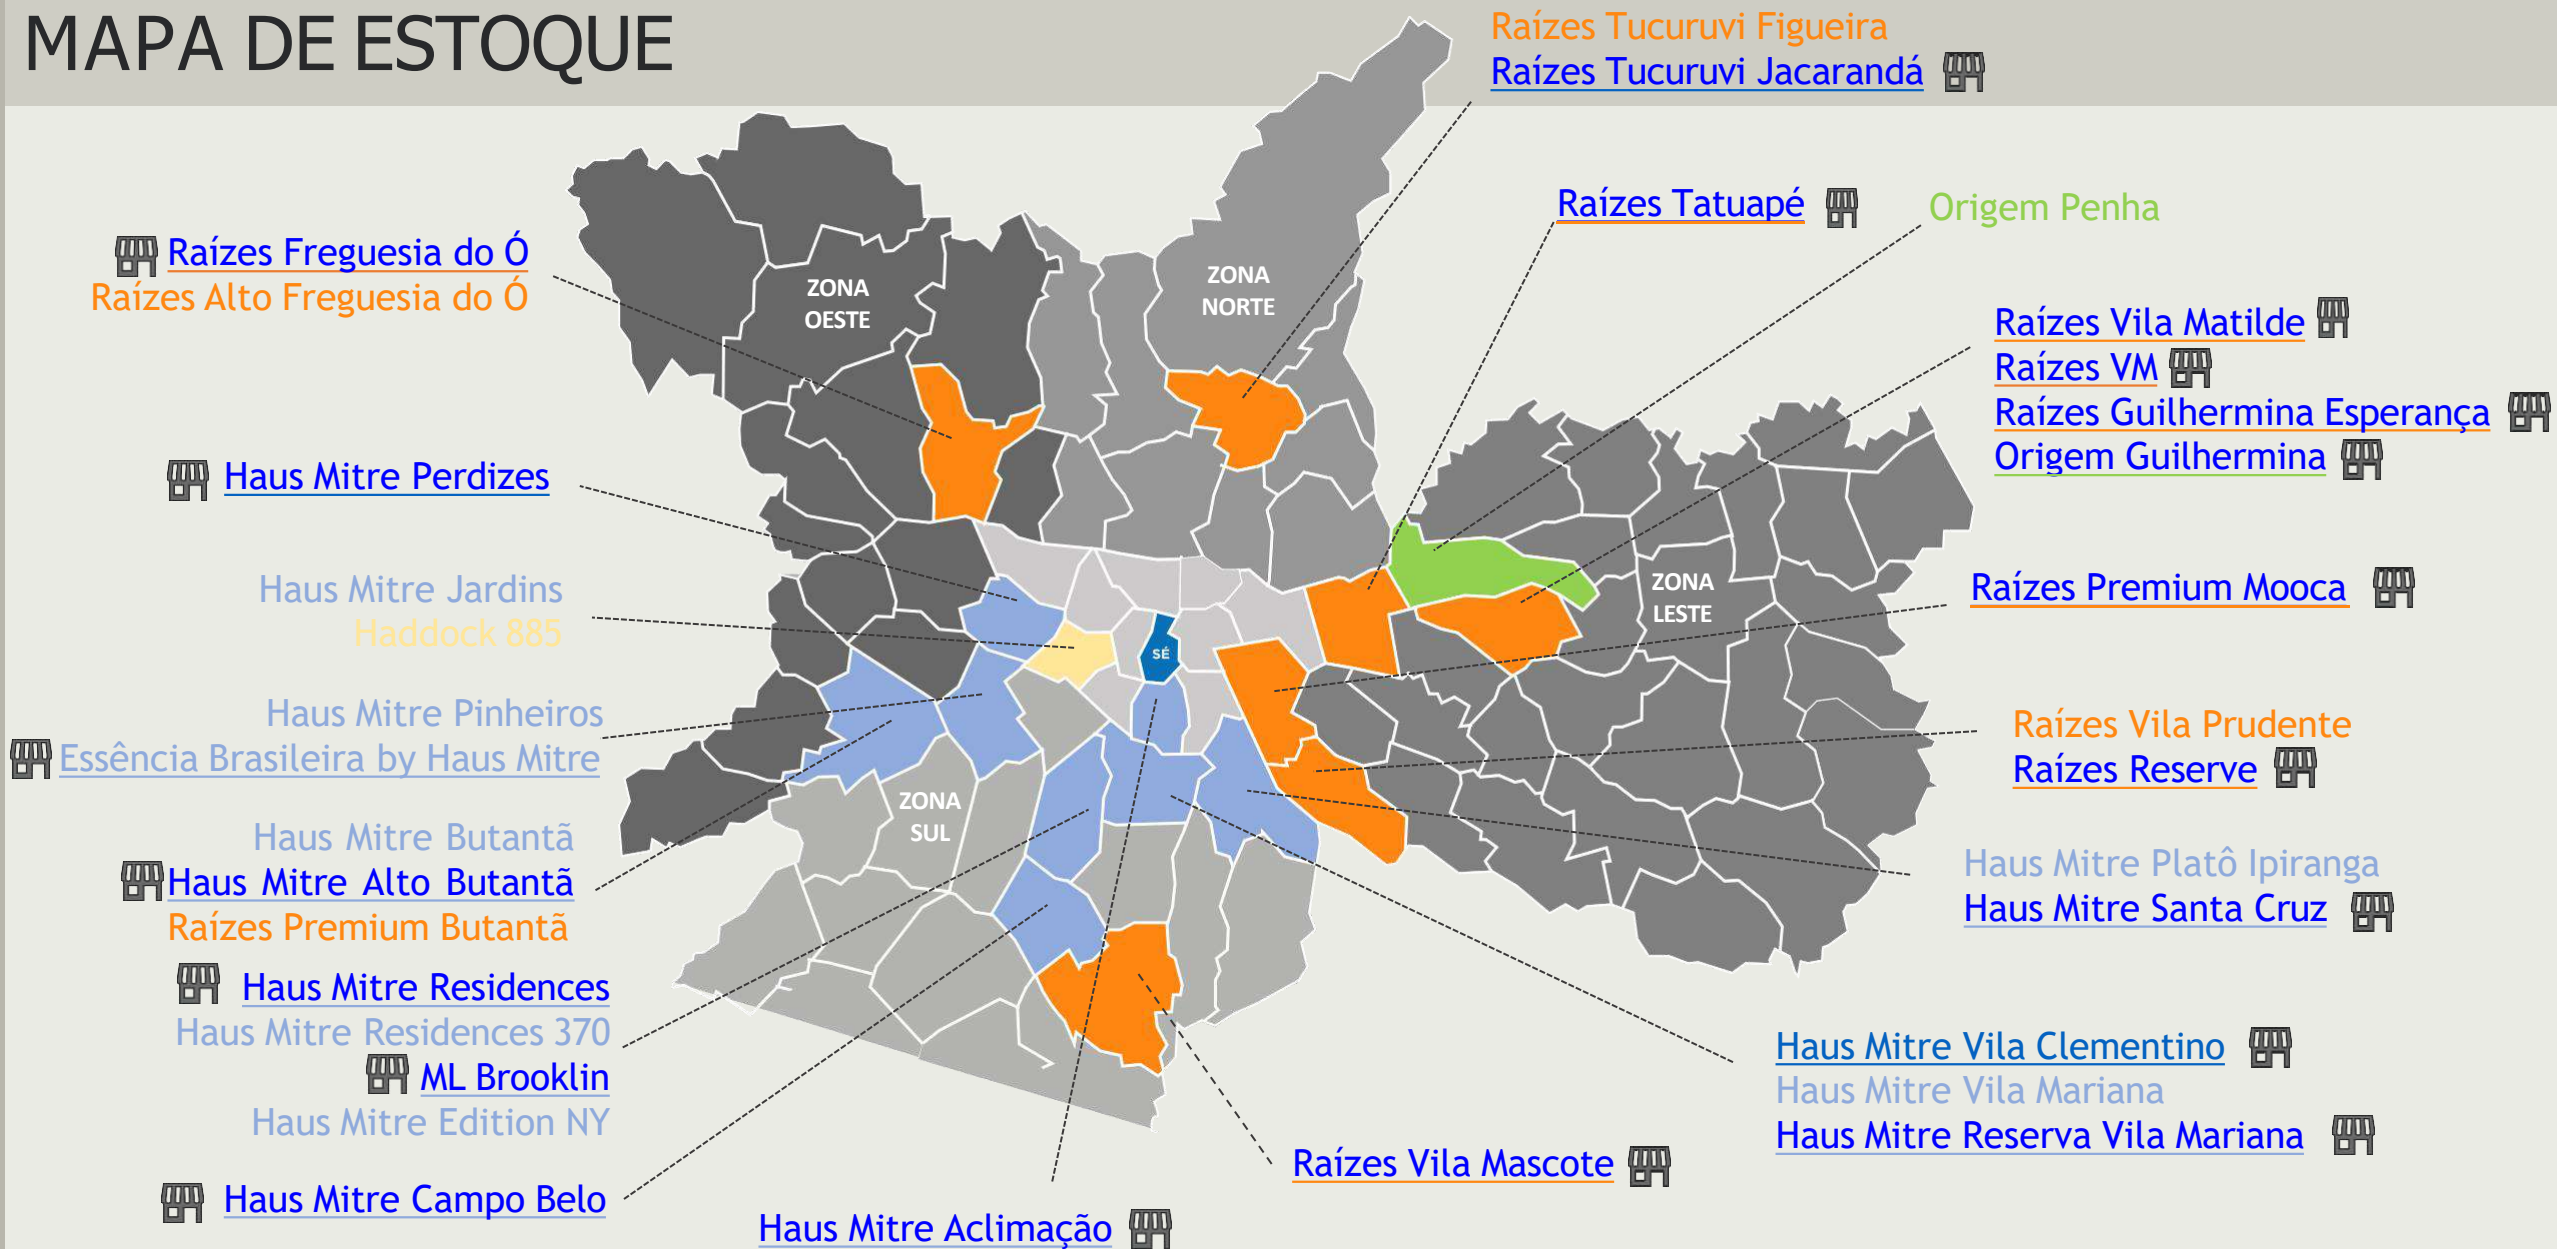 MAPA DE ESTOQUE
Raízes Tucuruvi Figueira
Raízes Tucuruvi Jacarandá
Raízes Tatuapé
Origem Penha
Raízes Freguesia do Ó
Raízes Alto Freguesia do Ó
ZONA
OESTE
ZONA
NORTE
Raízes Vila Matilde
Raízes VM
Raízes Guilhermina Esperança
Origem Guilhermina
Haus Mitre Perdizes
Haus Mitre Jardins
Haddock 885
ZONA
LESTE
Raízes Premium Mooca
SÉ
Haus Mitre Pinheiros
Essência Brasileira by Haus Mitre
Raízes Vila Prudente
Raízes Reserve
ZONA
SUL
Haus Mitre Butantã
Haus Mitre Alto Butantã
Raízes Premium Butantã
Haus Mitre Platô Ipiranga
Haus Mitre Santa Cruz
Haus Mitre Residences
Haus Mitre Residences 370
ML Brooklin
Haus Mitre Edition NY
Haus Mitre Vila Clementino
Haus Mitre Vila Mariana
Haus Mitre Reserva Vila Mariana
Haus Mitre Campo Belo
Raízes Vila Mascote
Haus Mitre Aclimação